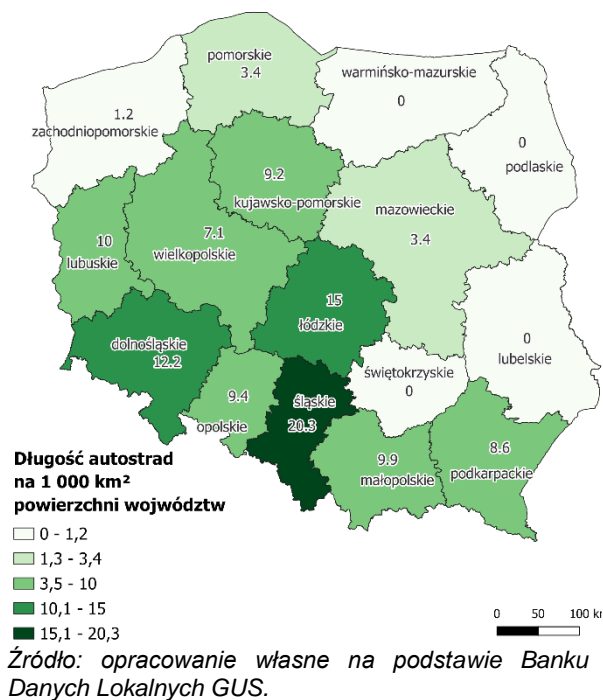 pomorskie
3.4
warmińsko-mazurskie
0
1.2
zachodniopomorskie
0
podlaskie
9.2
kujawsko-pomorskie
mazowieckie
3.4
10
lubuskie
7.1
wielkopolskie
15
łódzkie
0
lubelskie
dolnośląskie
12.2
świętokrzyskie
0
9.4
opolskie
śląskie
20.3
9.9
małopolskie
8.6
podkarpackie
Długość autostrad
na 1 000 km²
powierzchni województw
0 - 1,2
1,3 - 3,4
3,5 - 10
10,1 - 15
15,1 - 20,3
0 50 100 km
Źródło: opracowanie własne na podstawie Banku
Danych Lokalnych GUS.